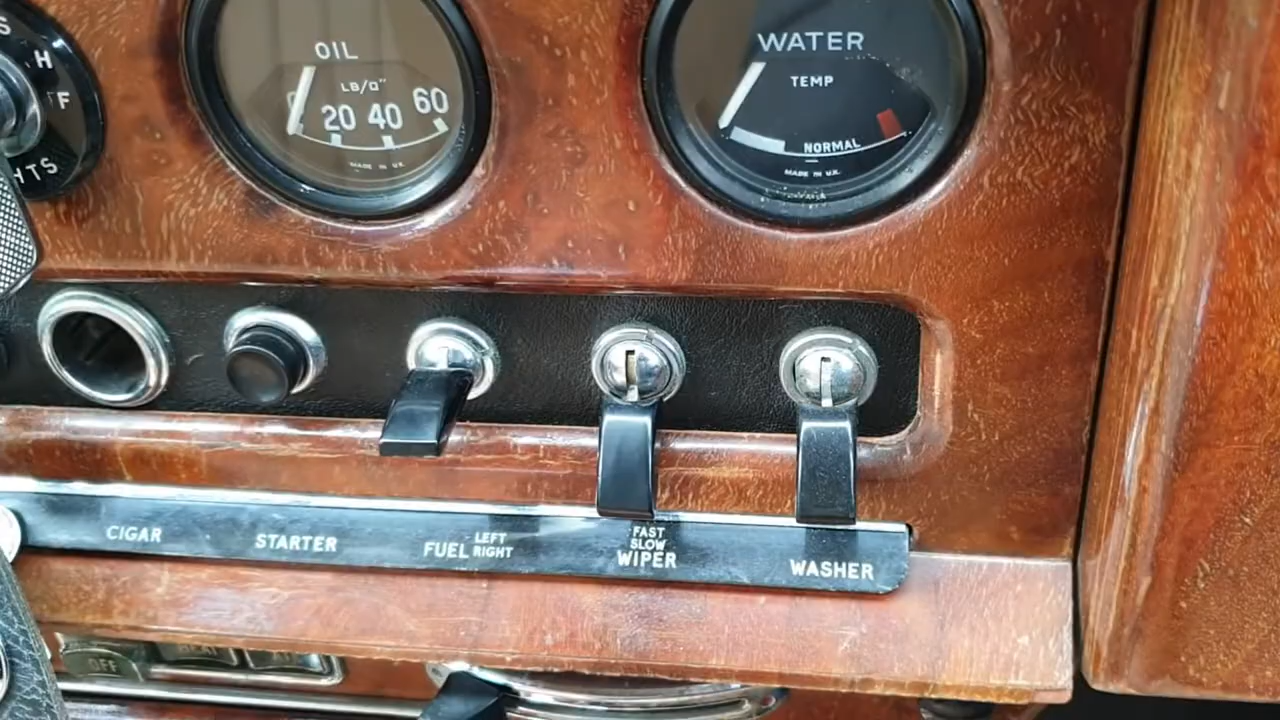 S
H
F
HTS
OIL
LB/□"
0 20 40 60
MADE IN U.K.
WATER
TEMP
NORMAL
MADE IN U.K.
CIGAR
STARTER
FUEL LEFT
RIGHT
FAST
SLOW
WIPER
WASHER
OFF